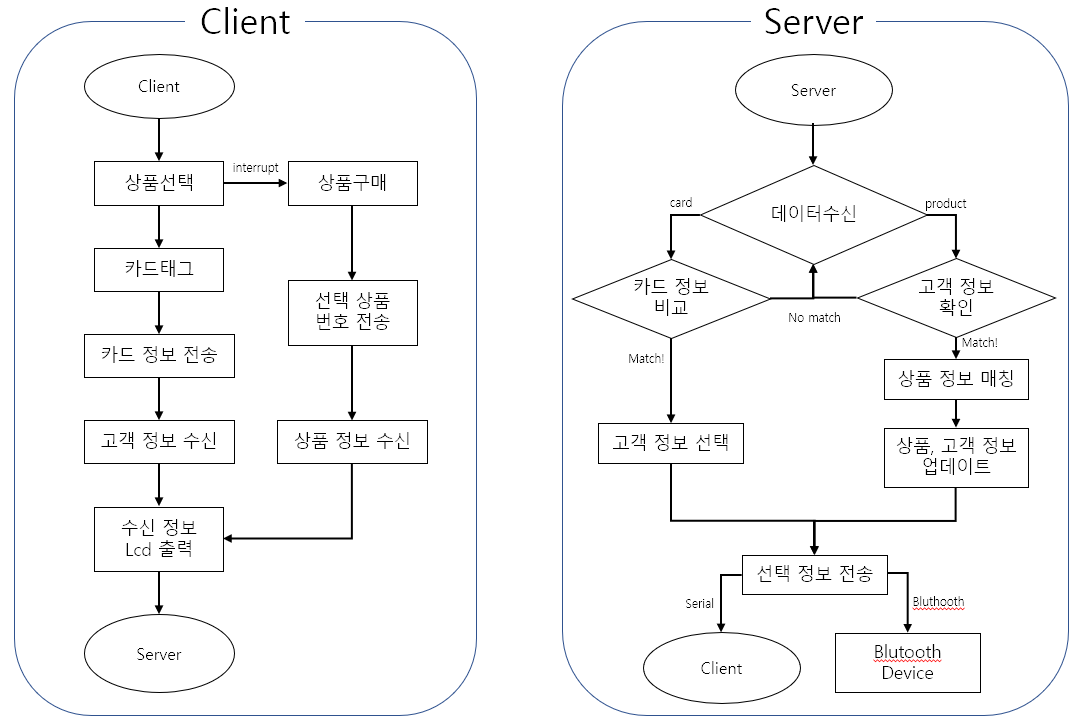 Client
Client
상품선택
interrupt
상품구매
카드태그
선택 상품
번호 전송
카드 정보 전송
고객 정보 수신
상품 정보 수신
수신 정보
Lcd 출력
Server
Server
Server
데이터수신
card
product
카드 정보
비교
고객 정보
확인
No match
Match!
Match!
상품 정보 매칭
고객 정보 선택
상품, 고객 정보
업데이트
선택 정보 전송
Serial
Bluthooth
Client
Blutooth
Device